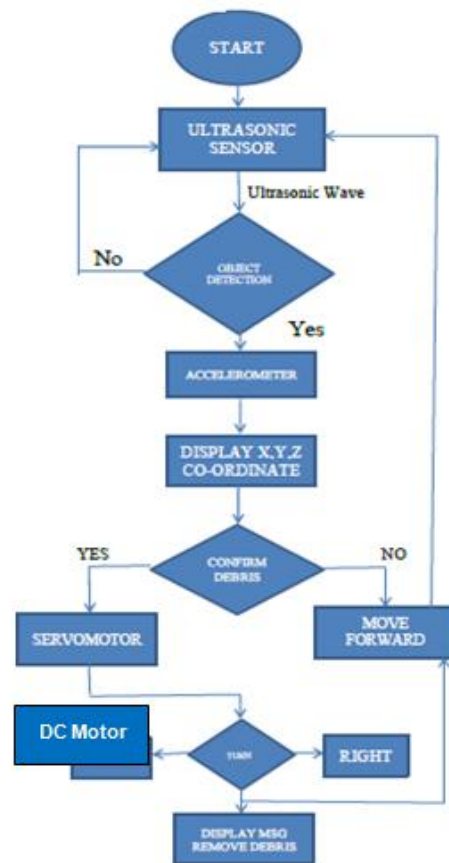 START
ULTRASONIC
SENSOR
Ultrasonic Wave
No
OBJECT
DETECTION
Yes
ACCELEROMETER
DISPLAY X,Y,Z
CO-ORDINATE
YES
CONFIRM
DEBRIS
NO
SERVOMOTOR
MOVE
FORWARD
DC Motor
TURN
RIGHT
DISPLAY MSG
REMOVE DEBRIS